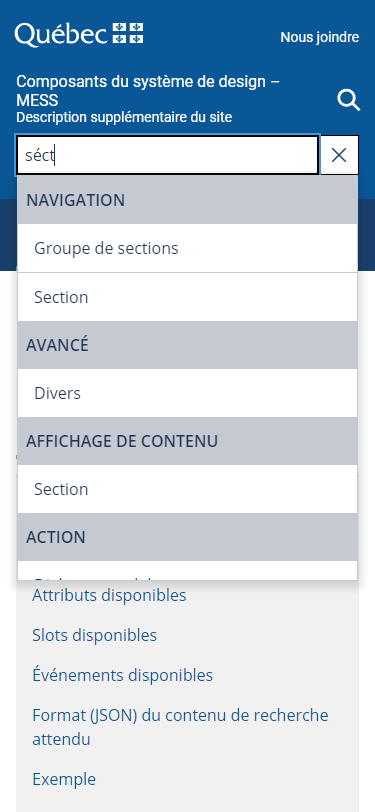 Québec
Nous joindre
Composants du système de design –
MESS
Description supplémentaire du site
séct
NAVIGATION
Groupe de sections
Section
AVANCÉ
Divers
AFFICHAGE DE CONTENU
Section
ACTION
Attributs disponibles
Slots disponibles
Événements disponibles
Format (JSON) du contenu de recherche
attendu
Exemple